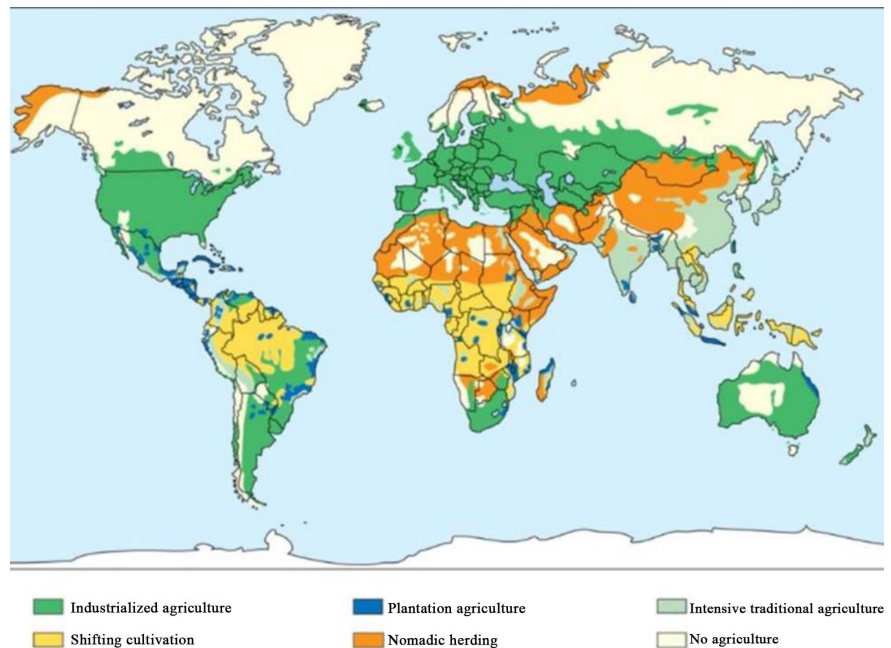 Industrialized agriculture
Plantation agriculture
Intensive traditional agriculture
Shifting cultivation
Nomadic herding
No agriculture